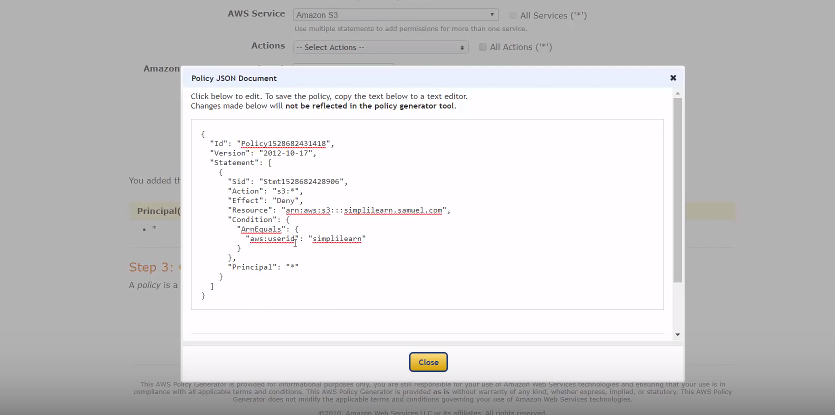 AWS Service Amazon S3 All Services ('*')
Use multiple statements to add permissions for more than one service.
Actions -- Select Actions -- All Actions ('*')
Amazon
Policy JSON Document
Click below to edit. To save the policy, copy the text below to a text editor.
Changes made below will not be reflected in the policy generator tool.
{
"Id": "Policy1528682431418",
"Version": "2012-10-17",
"Statement": [
{
"Sid": "Stmt1528682428906",
"Action": "s3:*",
"Effect": "Deny",
"Resource": "arn:aws:s3:::simplilearn.samuel.com",
"Condition": {
"ArnEquals": {
"aws:userid": "simplilearn"
}
},
"Principal": "*"
}
]
}
You added th
Principal(
• *
Step 3:
A policy is a
Close
This AWS Policy Generator is provided for informational purposes only, you are still responsible for your use of Amazon Web Services technologies and ensuring that your use is in
compliance with all applicable terms and conditions. This AWS Policy Generator is provided as is without warranty of any kind, whether express, implied, or statutory. This AWS Policy
Generator does not modify the applicable terms and conditions governing your use of Amazon Web Services technologies.
©2010, Amazon Web Services LLC or its affiliates. All rights reserved.